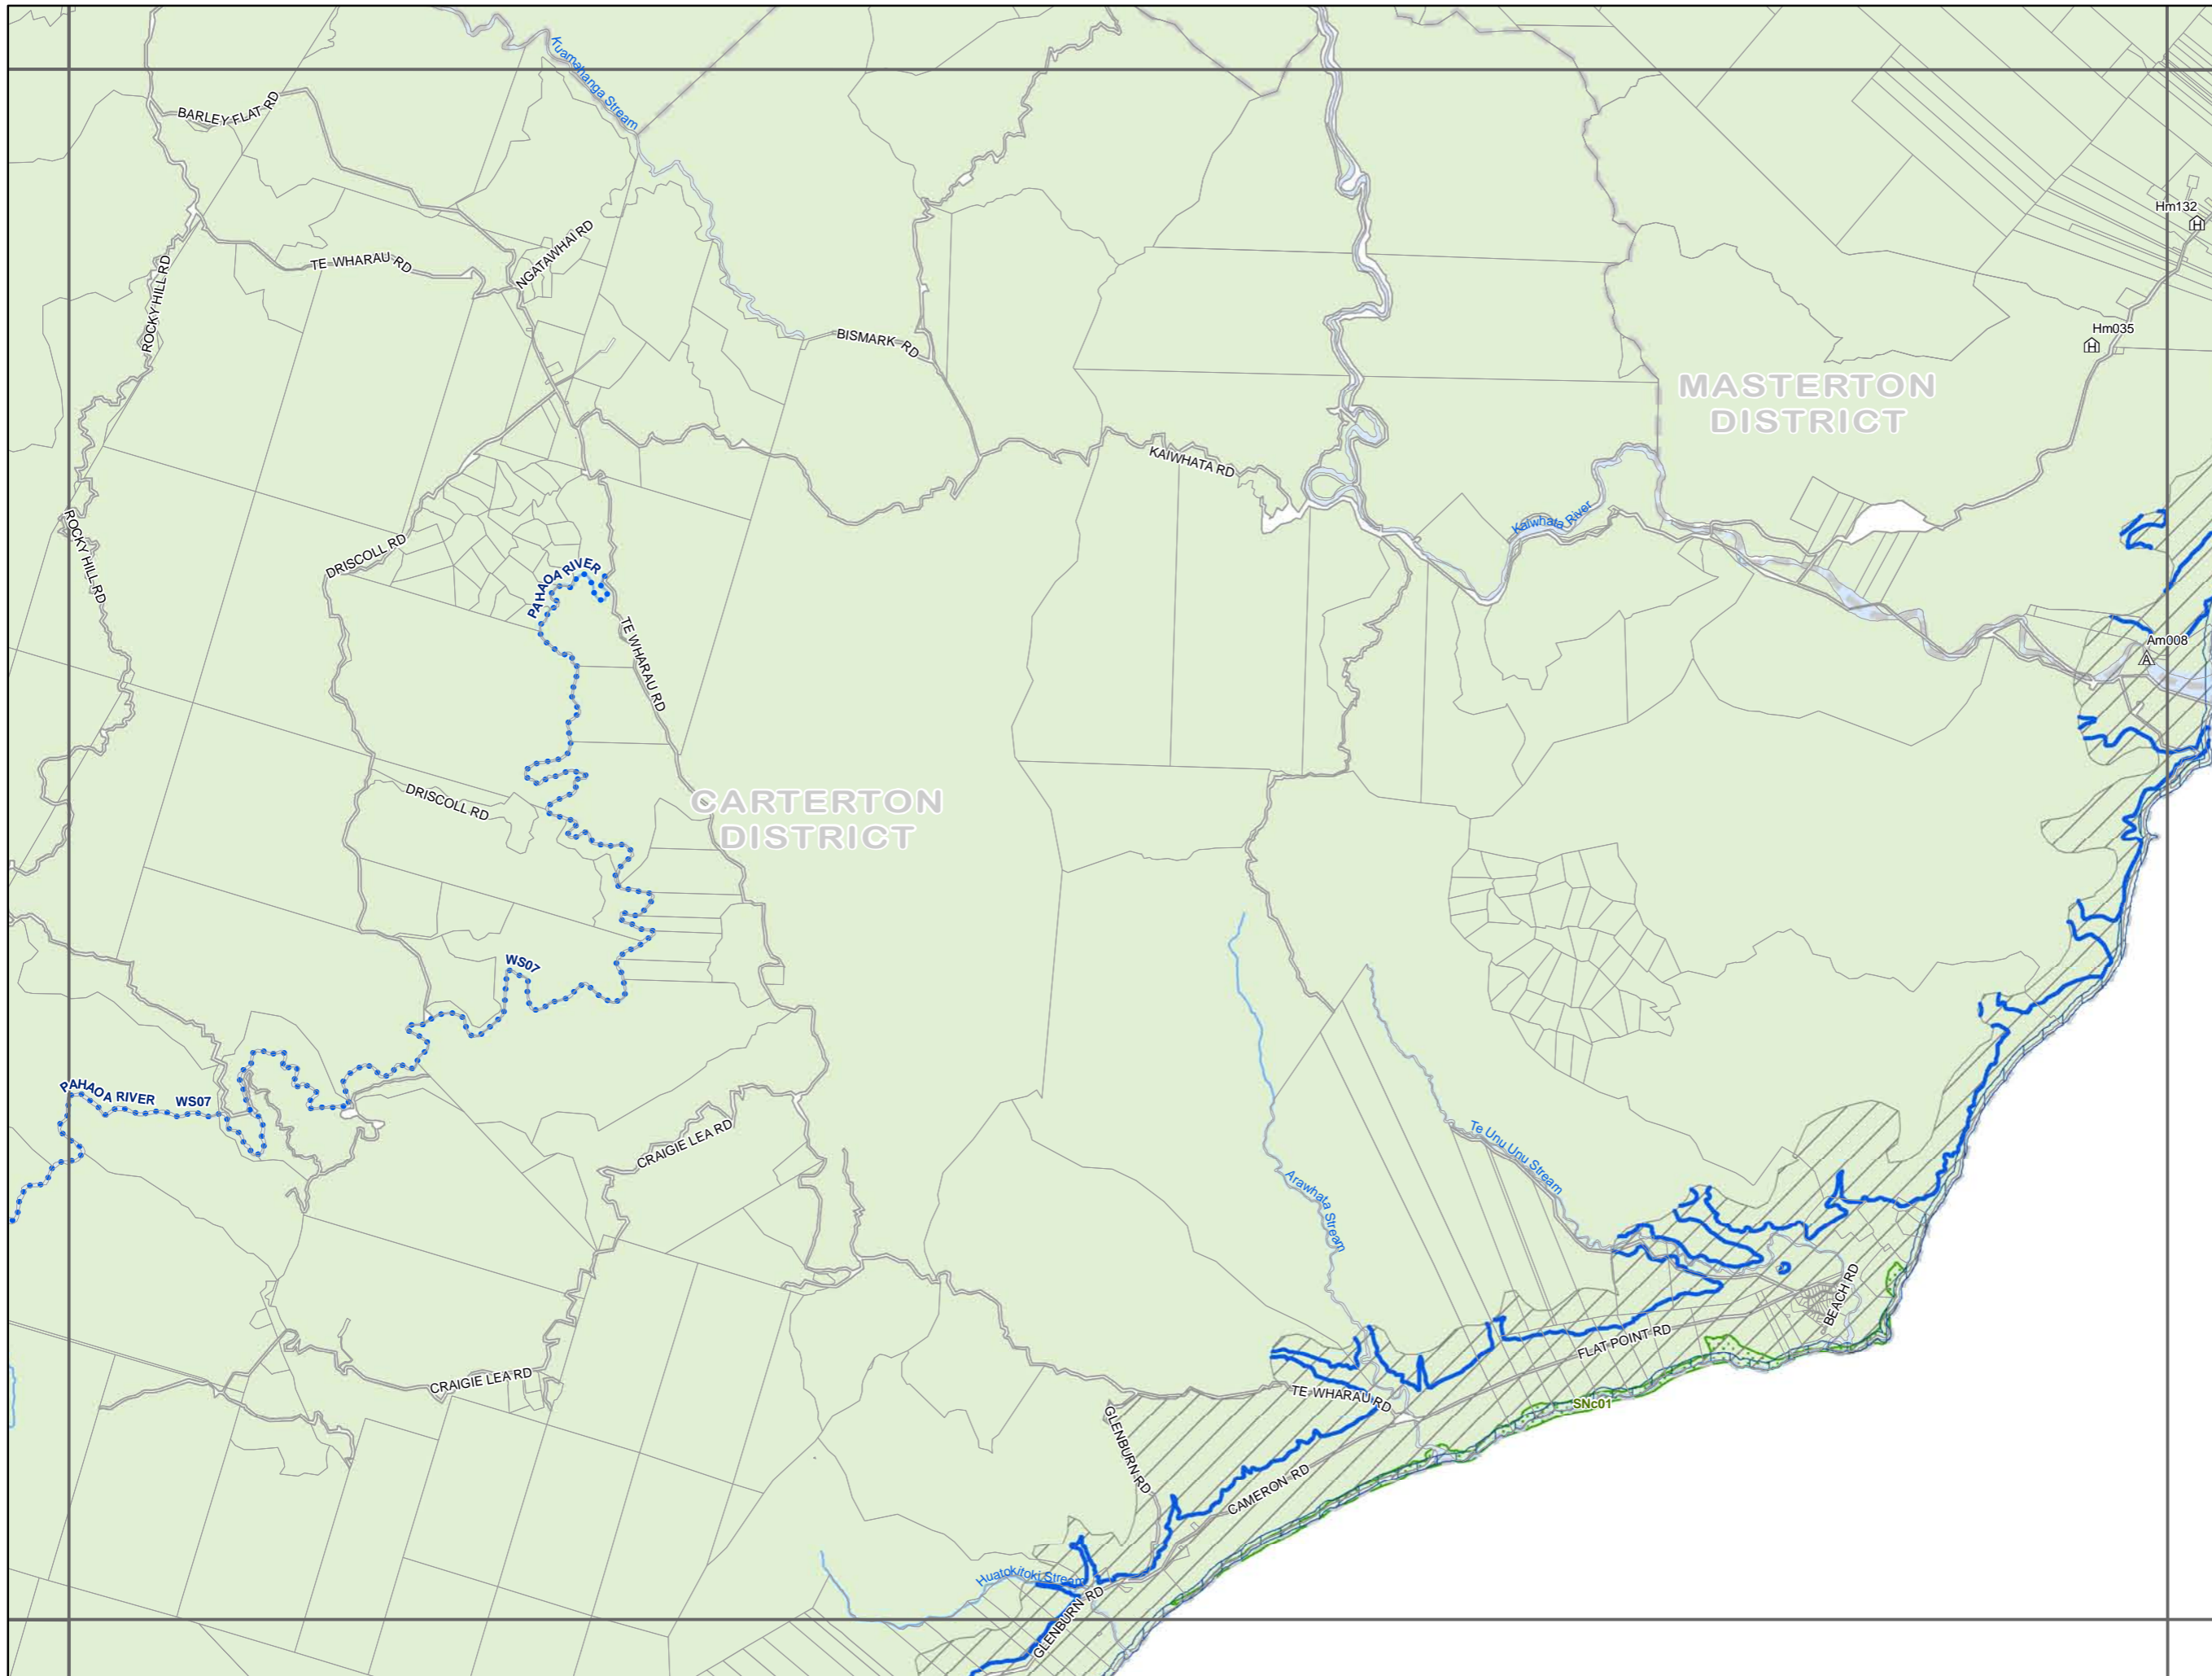 Kuamahanga Stream
BARLEY FLAT RD
Hm132
NGATAWHAI RD
TE WHARAU RD
ROCKY HILL RD
Hm035
BISMARK RD
MASTERTON
DISTRICT
KAIWHATA RD
Kaiwhata River
ROCKY HILL RD
DRISCOLL RD
PAHAOA RIVER
TE WHARAU RD
Am008
DRISCOLL RD
CARTERTON
DISTRICT
WS07
PAHAOA RIVER WS07
CRAIGIE LEA RD
Te Unu Unu Stream
Arawhata Stream
BEACH RD
FLAT POINT RD
CRAIGIE LEA RD
TE WHARAU RD
SNc01
GLENBURN RD
CAMERON RD
Huatokitoki Stream
GLENBURN RD
H
H
A